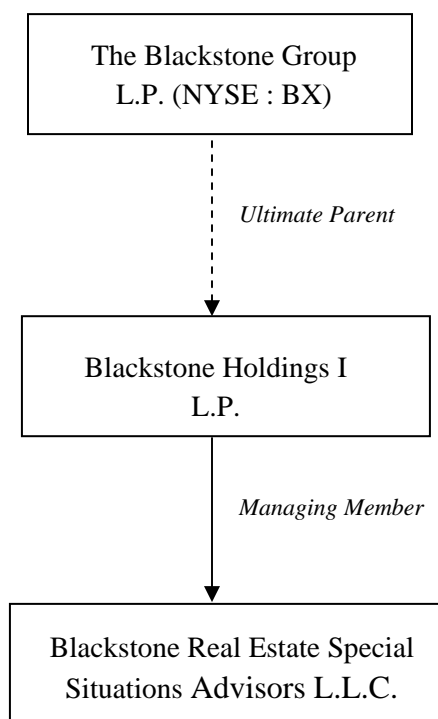 The Blackstone Group
L.P. (NYSE : BX)
Ultimate Parent
Blackstone Holdings I
L.P.
Managing Member
Blackstone Real Estate Special
Situations Advisors L.L.C.